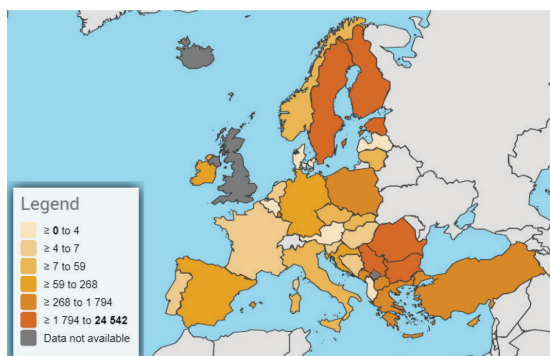 Legend
≥ 0 to 4
≥ 4 to 7
≥ 7 to 59
≥ 59 to 268
≥ 268 to 1 794
≥ 1 794 to 24 542
Data not available